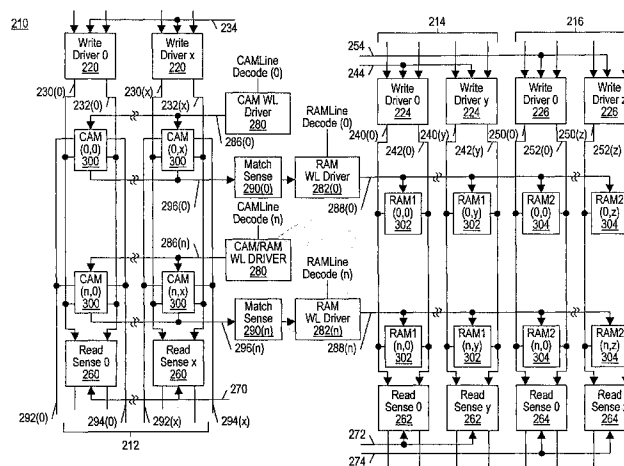 210
214
216
234
254
244
Write
Driver 0
220
Write
Driver x
220
CAMLine
Decode (0)
230(0)
232(0)
230(x)
232(x)
CAM WL
Driver
280
RAMLine
Decode (0)
Write
Driver 0
224
Write
Driver y
224
Write
Driver 0
226
Write
Driver z
226
240(0)
242(0)
240(y)
242(y)
250(0)
252(0)
250(z)
252(z)
286(0)
CAM
(0,0)
300
CAM
(0,x)
300
Match
Sense
290(0)
RAM
WL Driver
282(0)
296(0)
288(0)
CAMLine
Decode (n)
RAM1
(0,0)
302
RAM1
(0,y)
302
RAM2
(0,0)
304
RAM2
(0,z)
304
286(n)
CAM/RAM
WL DRIVER
280
RAMLine
Decode (n)
CAM
(n,0)
300
CAM
(n,x)
300
Match
Sense
290(n)
RAM
WL Driver
282(n)
296(n)
288(n)
RAM1
(n,0)
302
RAM1
(n,y)
302
RAM2
(n,0)
304
RAM2
(n,z)
304
Read
Sense 0
260
Read
Sense x
260
270
Read
Sense 0
262
Read
Sense y
262
Read
Sense 0
264
Read
Sense z
264
292(0)
294(0)
292(x)
294(x)
212
272
274